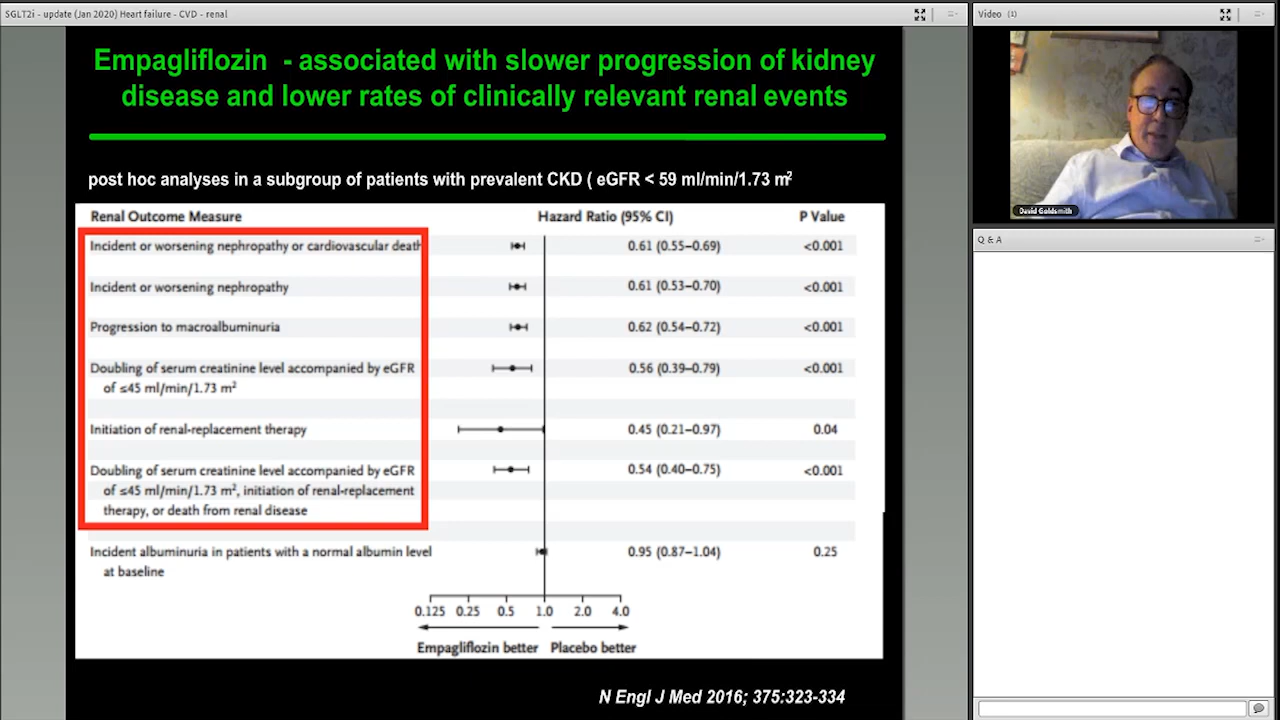 SGLT2i - update (Jan 2020) Heart failure - CVD - renal
Video (1)
Empagliflozin - associated with slower progression of kidney
disease and lower rates of clinically relevant renal events
post hoc analyses in a subgroup of patients with prevalent CKD ( eGFR < 59 ml/min/1.73 m²
Renal Outcome Measure Hazard Ratio (95% CI) P Value
Incident or worsening nephropathy or cardiovascular death 0.61 (0.55–0.69) <0.001
Incident or worsening nephropathy 0.61 (0.53–0.70) <0.001
Progression to macroalbuminuria 0.62 (0.54–0.72) <0.001
Doubling of serum creatinine level accompanied by eGFR 0.56 (0.39–0.79) <0.001
of ≤45 ml/min/1.73 m²
Initiation of renal-replacement therapy 0.45 (0.21–0.97) 0.04
Doubling of serum creatinine level accompanied by eGFR 0.54 (0.40–0.75) <0.001
of ≤45 ml/min/1.73 m², initiation of renal-replacement
therapy, or death from renal disease
Incident albuminuria in patients with a normal albumin level 0.95 (0.87–1.04) 0.25
at baseline
0.125 0.25 0.5 1.0 2.0 4.0
Empagliflozin better Placebo better
N Engl J Med 2016; 375:323-334
David Goldsmith
Q & A